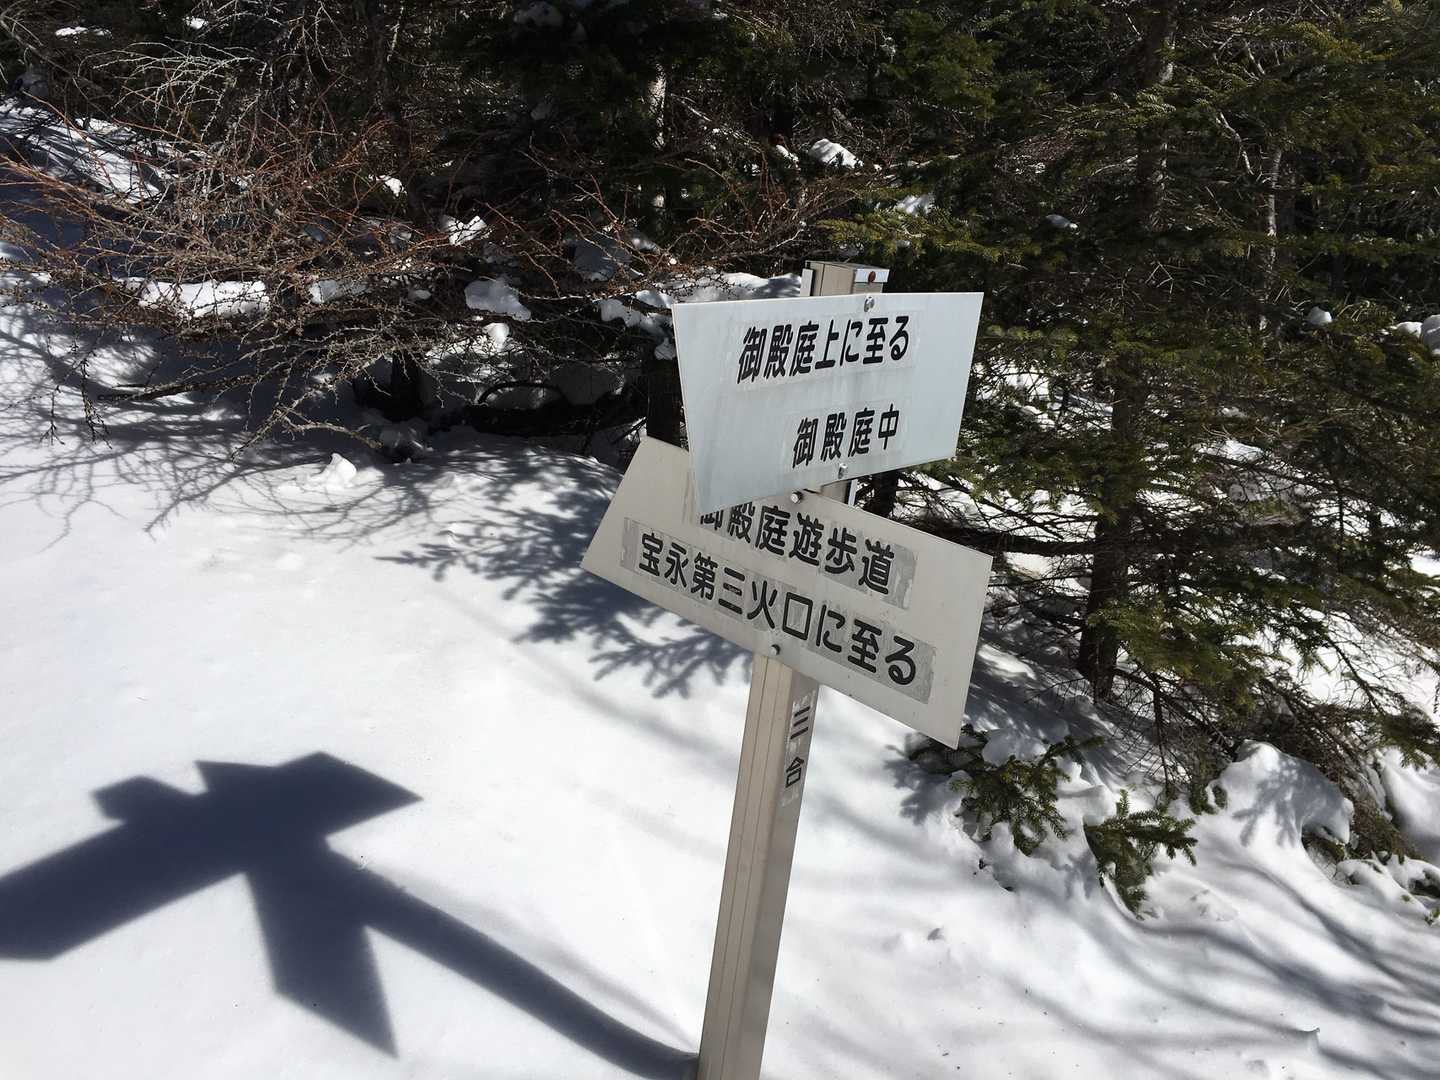 御殿庭上に至る
御殿庭中
御殿庭遊歩道
宝永第三火口に至る
三合